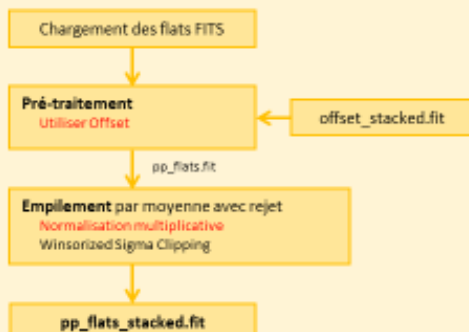 Chargement des flats FITS
Pré-traitement
Utiliser Offset
offset_stacked.fit
pp_flats.fit
Empilement par moyenne avec rejet
Normalisation multiplicative
Winsorized Sigma Clipping
pp_flats_stacked.fit